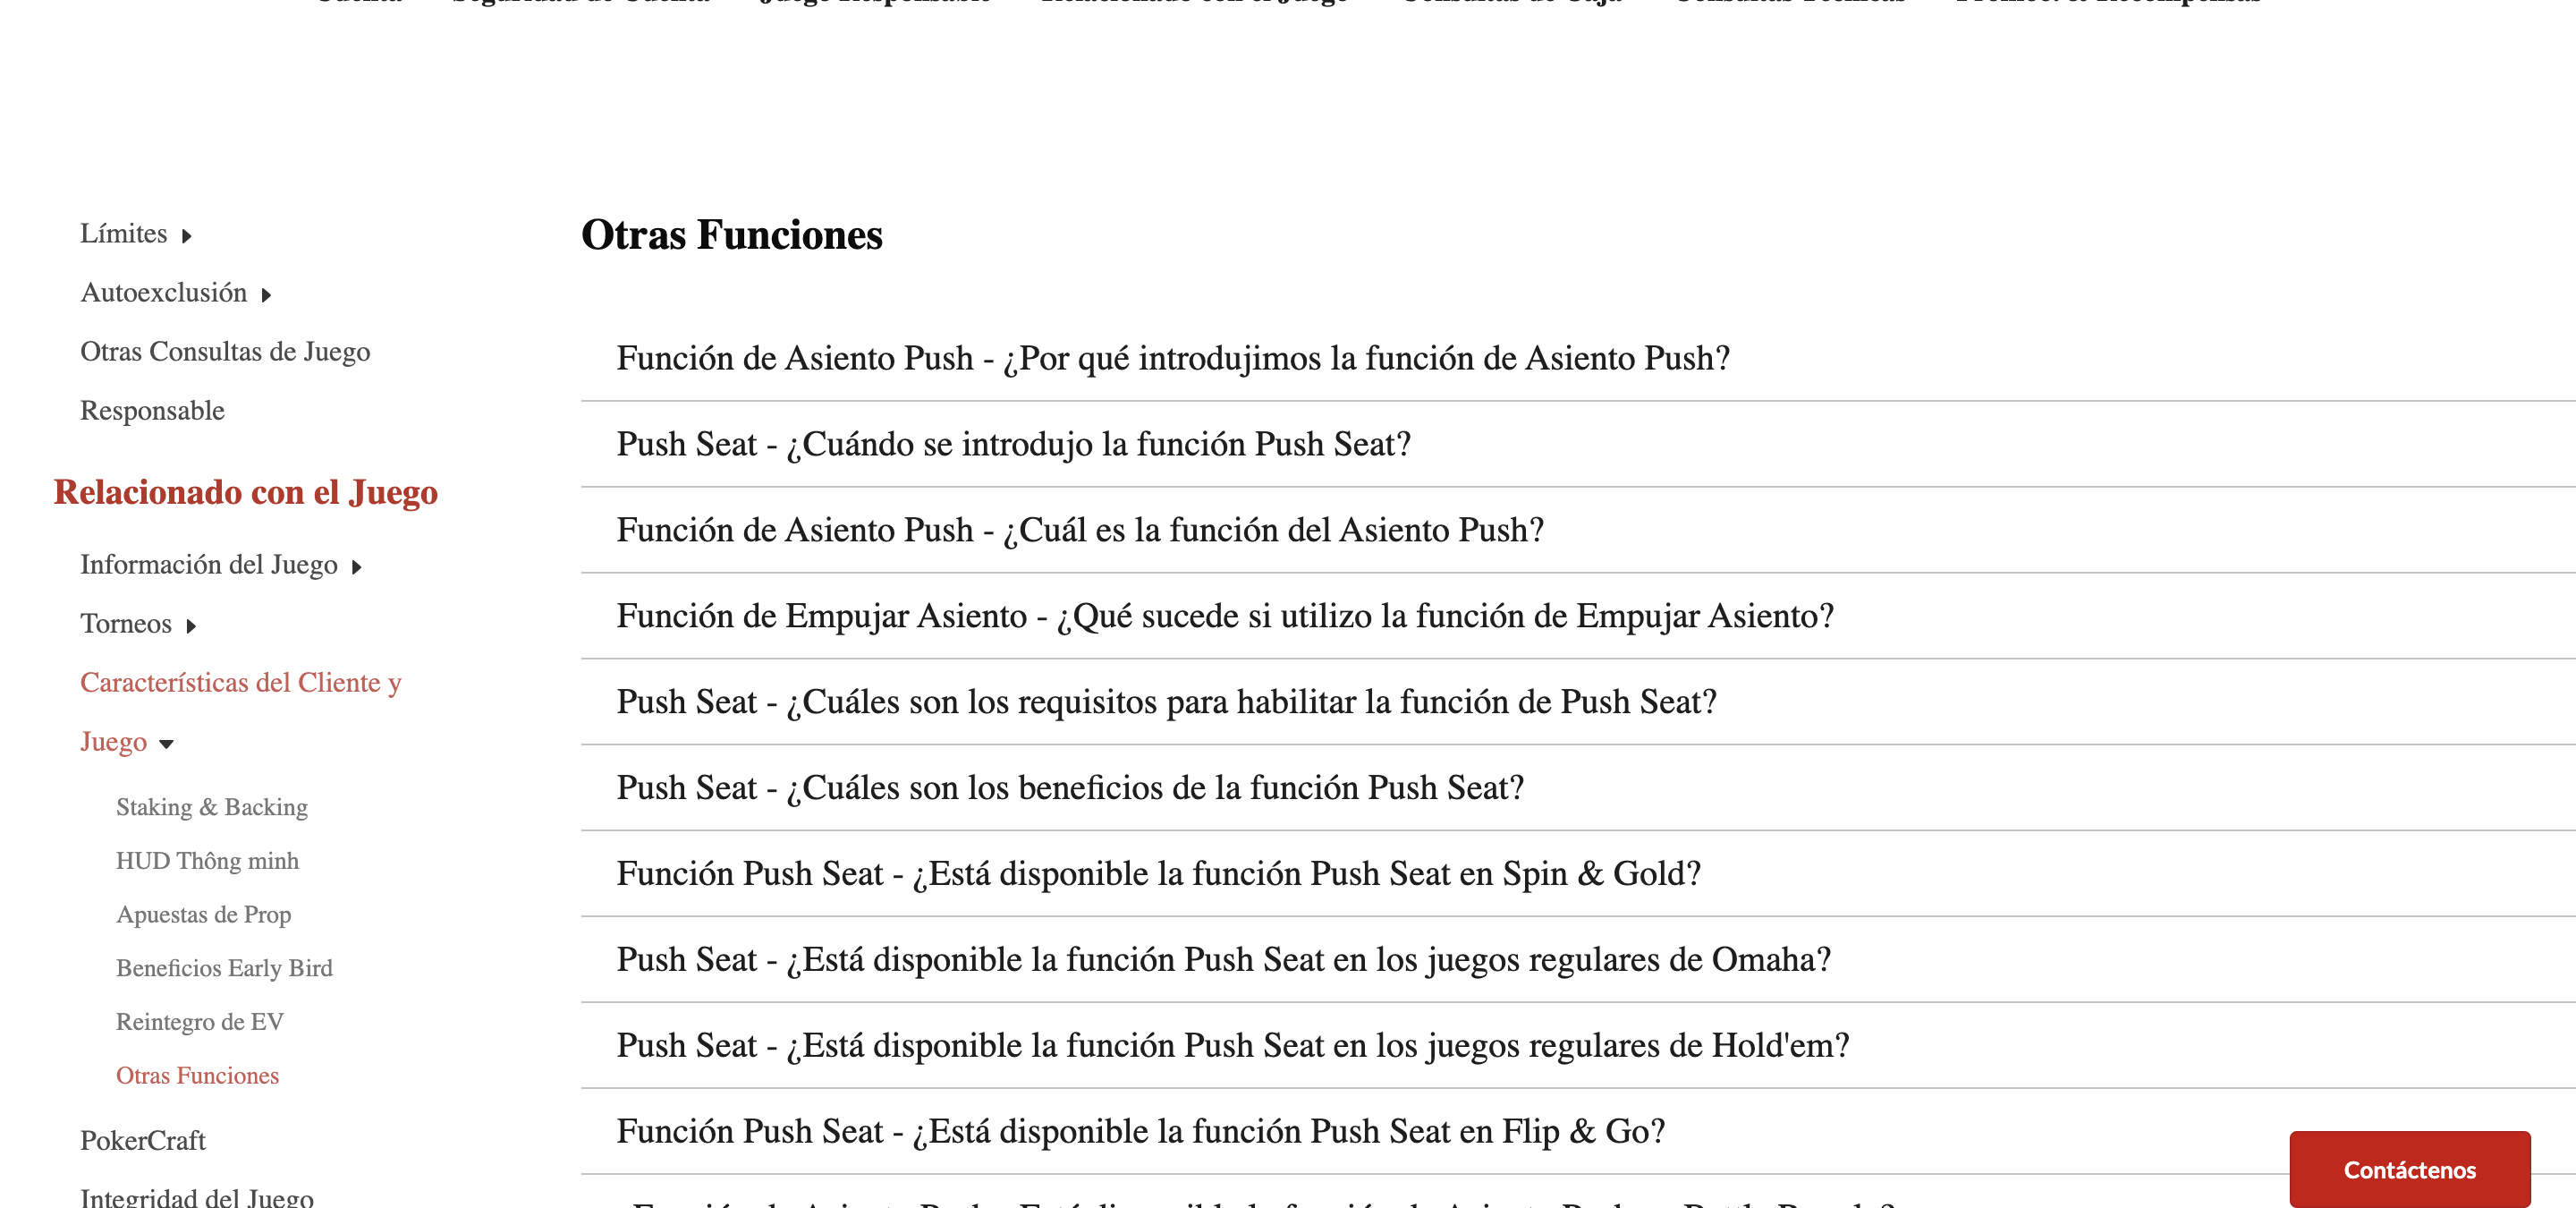 Límites
Autoexclusión
Otras Consultas de Juego
Responsable
Relacionado con el Juego
Información del Juego
Torneos
Características del Cliente y
Juego
Staking & Backing
HUD Thông minh
Apuestas de Prop
Beneficios Early Bird
Reintegro de EV
Otras Funciones
PokerCraft
Integridad del Juego
Otras Funciones
Función de Asiento Push - ¿Por qué introdujimos la función de Asiento Push?
Push Seat - ¿Cuándo se introdujo la función Push Seat?
Función de Asiento Push - ¿Cuál es la función del Asiento Push?
Función de Empujar Asiento - ¿Qué sucede si utilizo la función de Empujar Asiento?
Push Seat - ¿Cuáles son los requisitos para habilitar la función de Push Seat?
Push Seat - ¿Cuáles son los beneficios de la función Push Seat?
Función Push Seat - ¿Está disponible la función Push Seat en Spin & Gold?
Push Seat - ¿Está disponible la función Push Seat en los juegos regulares de Omaha?
Push Seat - ¿Está disponible la función Push Seat en los juegos regulares de Hold'em?
Función Push Seat - ¿Está disponible la función Push Seat en Flip & Go?
Contáctenos